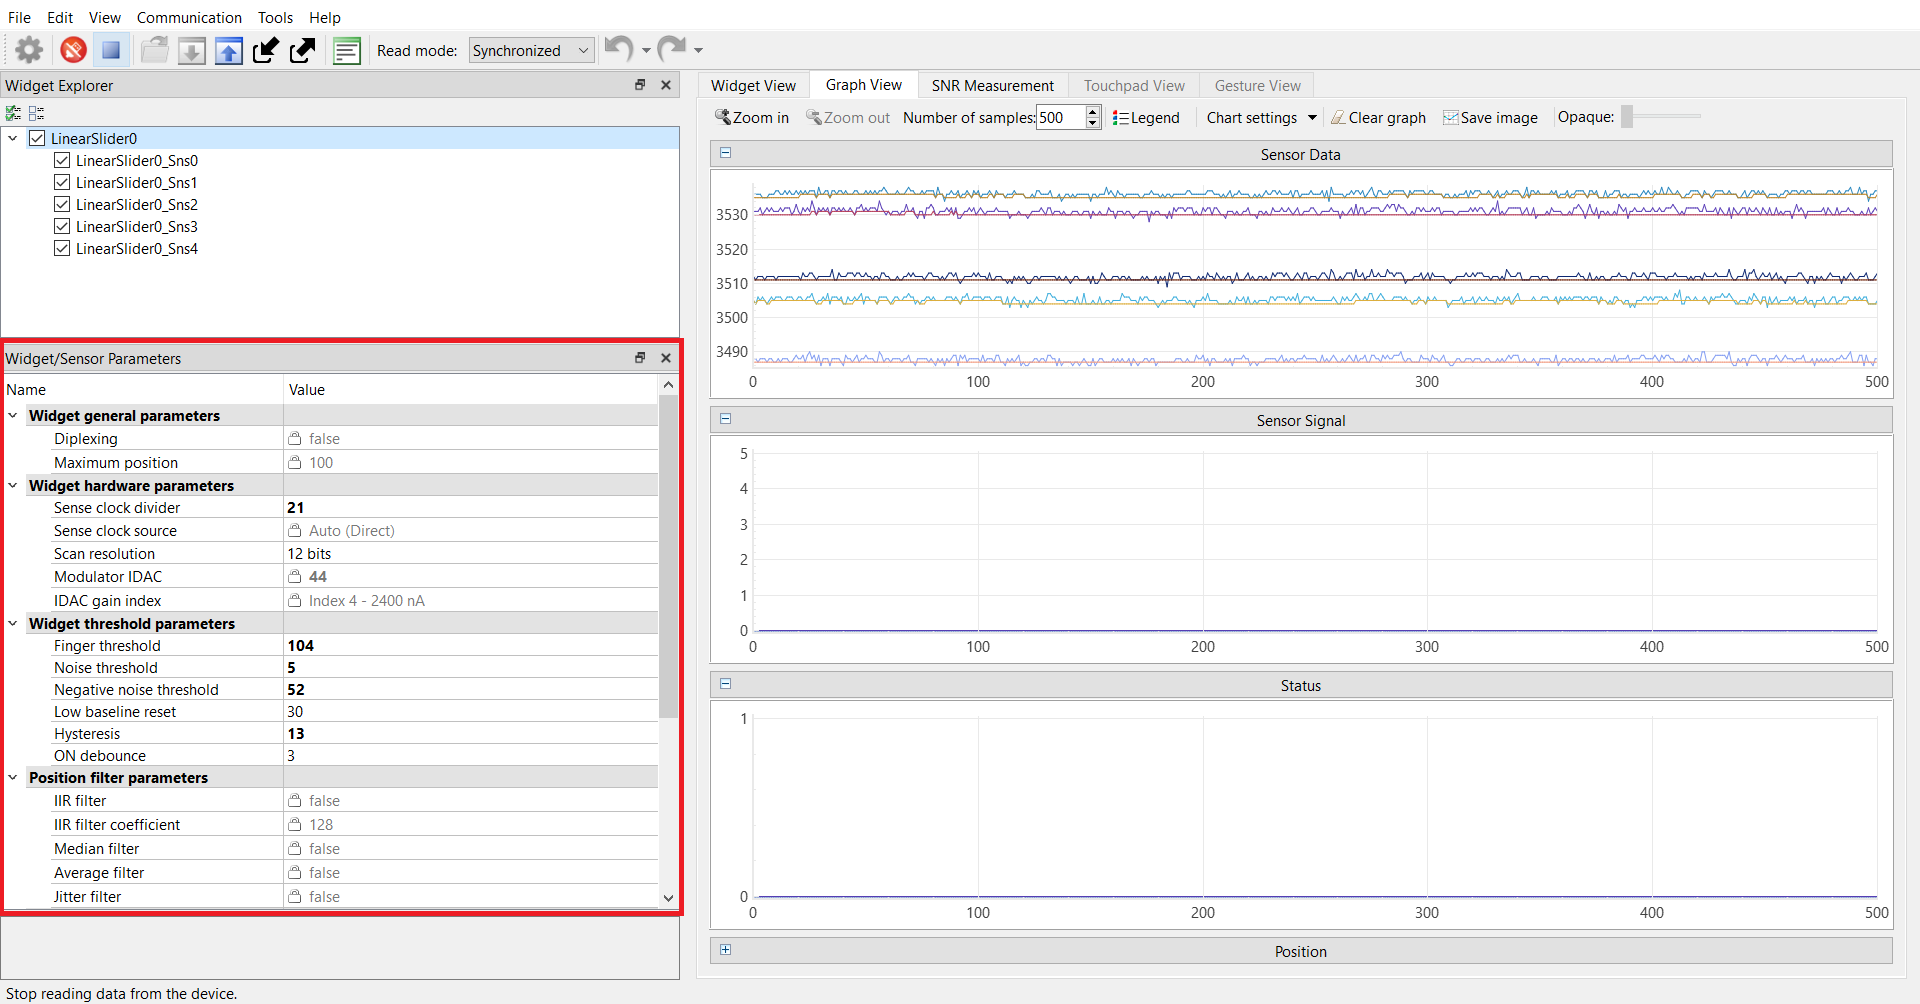 File Edit View Communication Tools Help
Read mode: Synchronized
Widget Explorer
LinearSlider0
LinearSlider0_Sns0
LinearSlider0_Sns1
LinearSlider0_Sns2
LinearSlider0_Sns3
LinearSlider0_Sns4
Widget/Sensor Parameters
Name Value
Widget general parameters
Diplexing false
Maximum position 100
Widget hardware parameters
Sense clock divider 21
Sense clock source Auto (Direct)
Scan resolution 12 bits
Modulator IDAC 44
IDAC gain index Index 4 - 2400 nA
Widget threshold parameters
Finger threshold 104
Noise threshold 5
Negative noise threshold 52
Low baseline reset 30
Hysteresis 13
ON debounce 3
Position filter parameters
IIR filter false
IIR filter coefficient 128
Median filter false
Average filter false
Jitter filter false
Widget View Graph View SNR Measurement Touchpad View Gesture View
Zoom in Zoom out Number of samples: 500 Legend Chart settings Clear graph Save image Opaque:
Sensor Data
3530
3520
3510
3500
3490
0 100 200 300 400 500
Sensor Signal
5
4
3
2
1
0
0 100 200 300 400 500
Status
1
0
0 100 200 300 400 500
Position
Stop reading data from the device.